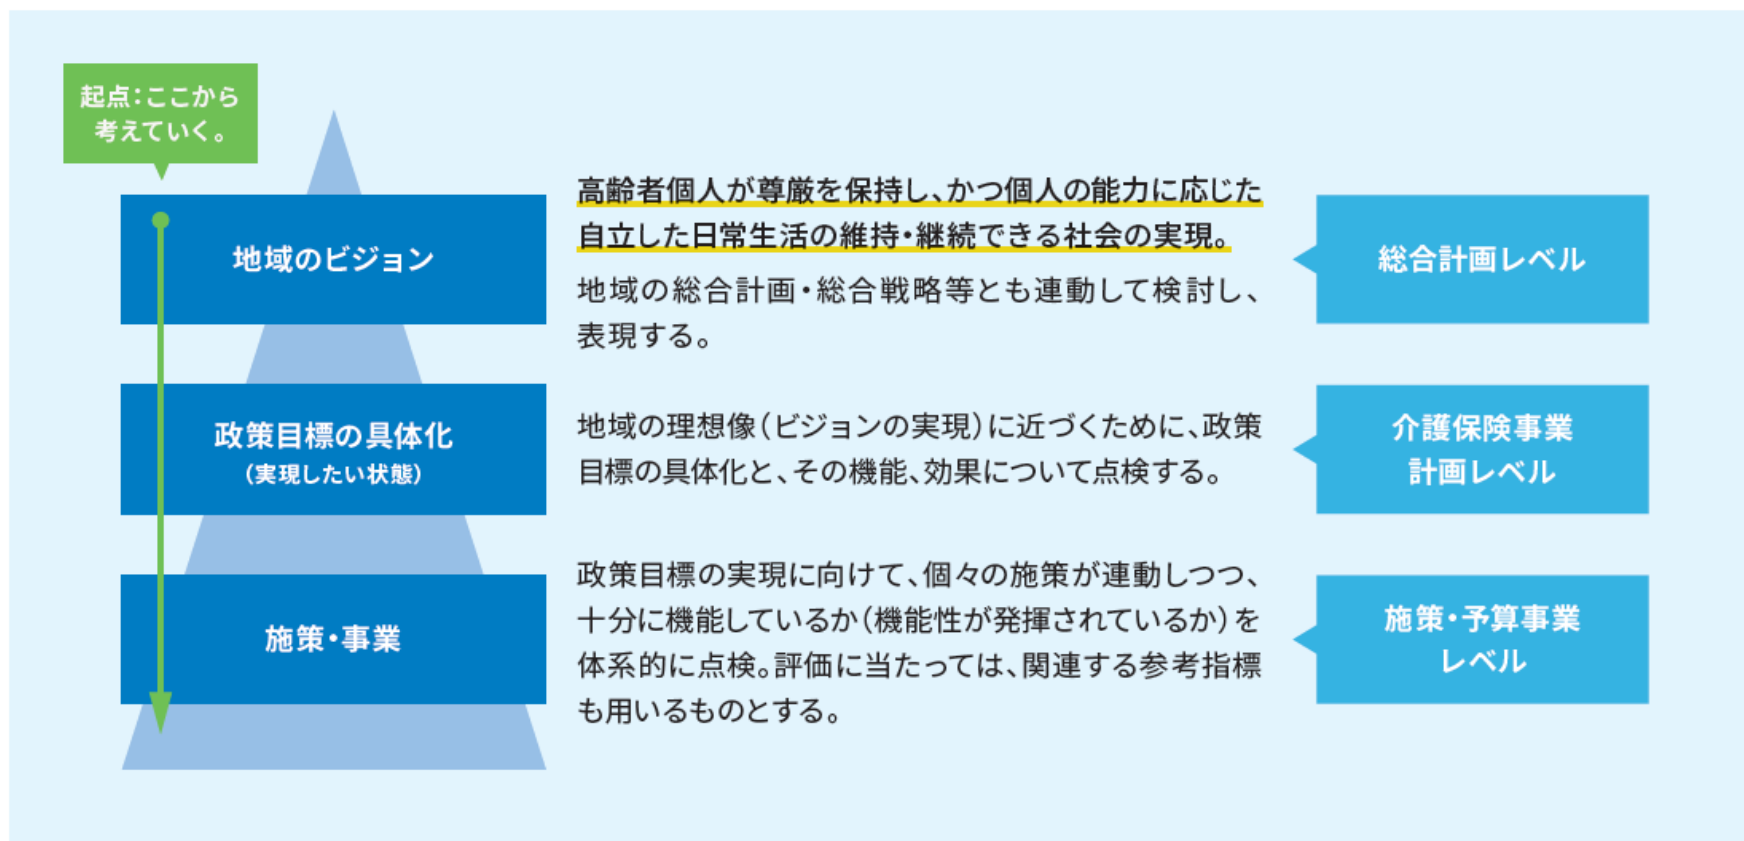 起点：ここから
考えていく。
地域のビジョン
高齢者個人が尊厳を保持し、かつ個人の能力に応じた
自立した日常生活の維持・継続できる社会の実現。
地域の総合計画・総合戦略等とも連動して検討し、
表現する。
総合計画レベル
政策目標の具体化
（実現したい状態）
地域の理想像（ビジョンの実現）に近づくために、政策
目標の具体化と、その機能、効果について点検する。
介護保険事業
計画レベル
施策・事業
政策目標の実現に向けて、個々の施策が連動しつつ、
十分に機能しているか（機能性が発揮されているか）を
体系的に点検。評価に当たっては、関連する参考指標
も用いるものとする。
施策・予算事業
レベル